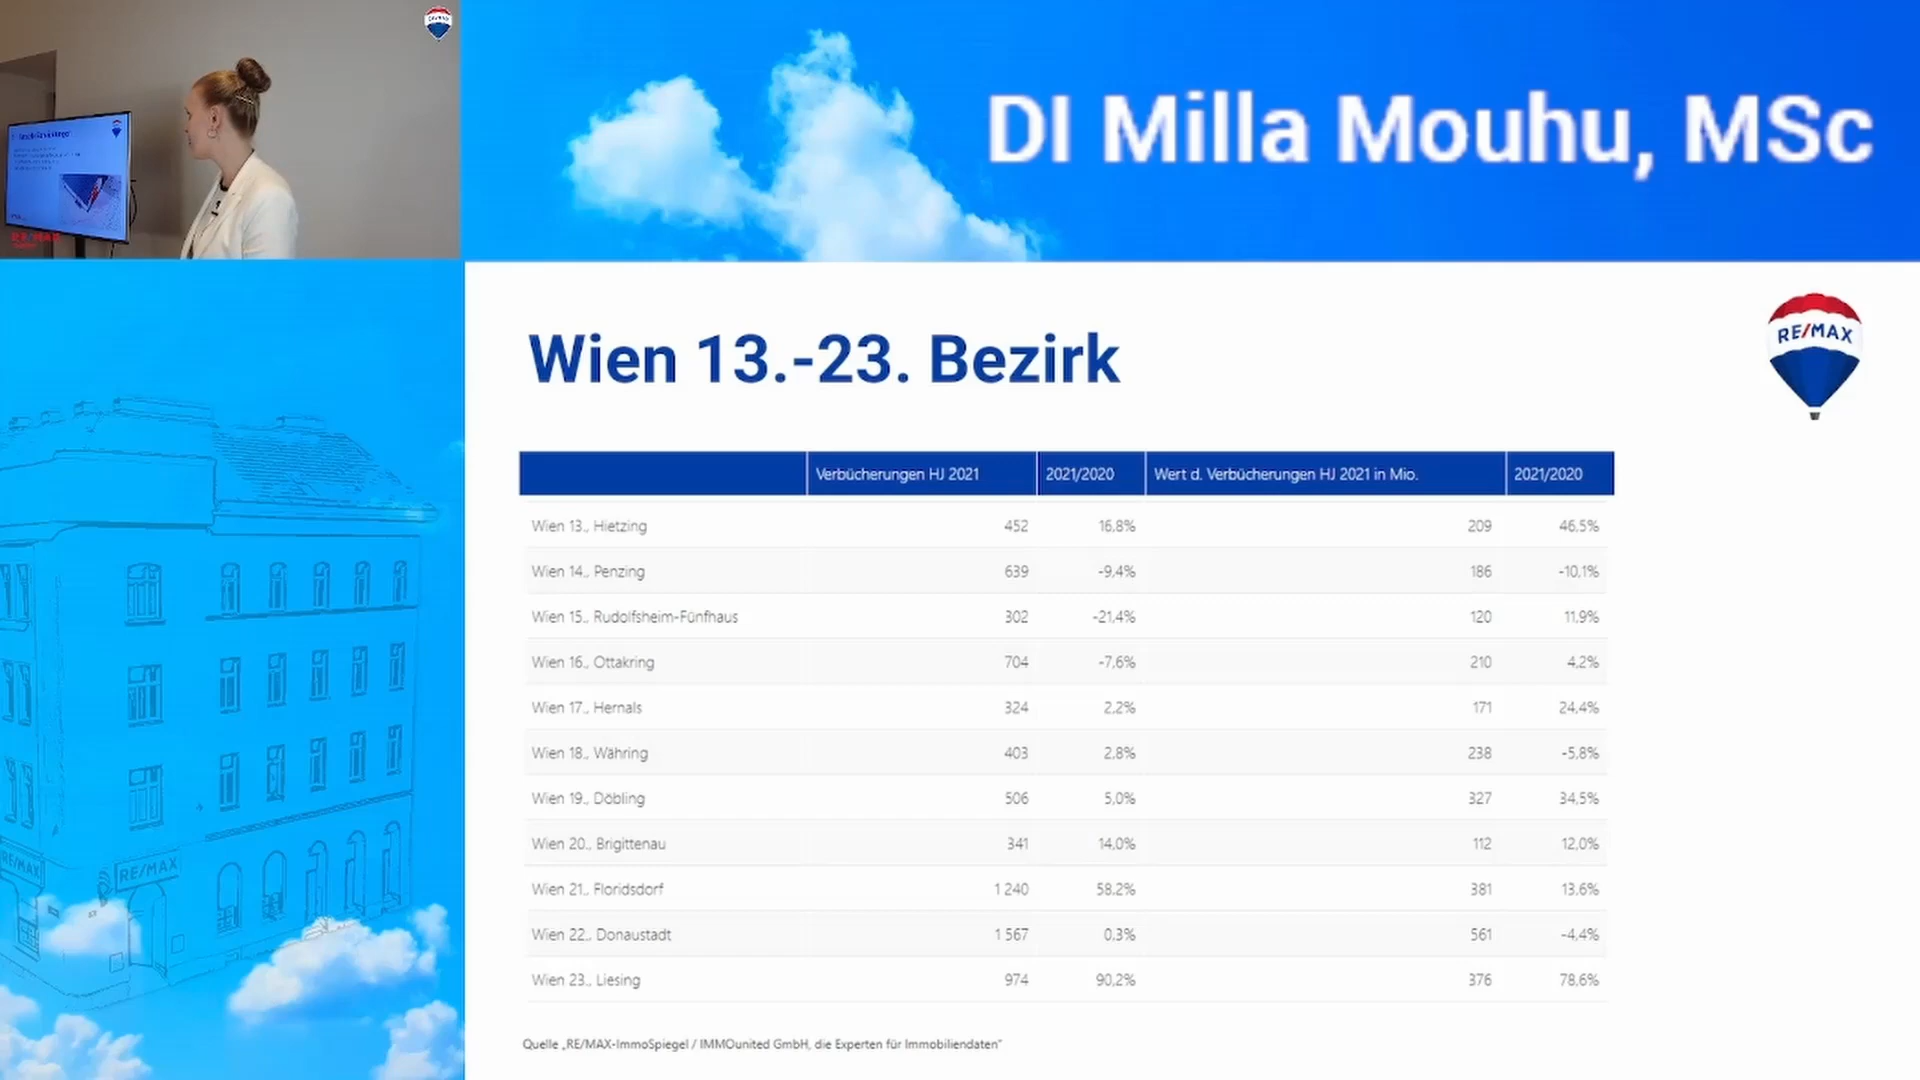 DI Milla Mouhu, MSc
RE/MAX
Wien 13.-23. Bezirk
Verbücherungen HJ 2021 2021/2020 Wert d. Verbücherungen HJ 2021 in Mio. 2021/2020
Wien 13., Hietzing 452 16,8% 209 46,5%
Wien 14., Penzing 639 -9,4% 186 -10,1%
Wien 15., Rudolfsheim-Fünfhaus 302 -21,4% 120 11,9%
Wien 16., Ottakring 704 -7,6% 210 4,2%
Wien 17., Hernals 324 2,2% 171 24,4%
Wien 18., Währing 403 2,8% 238 -5,8%
Wien 19., Döbling 506 5,0% 327 34,5%
Wien 20., Brigittenau 341 14,0% 112 12,0%
Wien 21., Floridsdorf 1 240 58,2% 381 13,6%
Wien 22., Donaustadt 1 567 0,3% 561 -4,4%
Wien 23., Liesing 974 90,2% 376 78,6%
Quelle „RE/MAX-ImmoSpiegel / IMMOunited GmbH, die Experten für Immobiliendaten“
RE/MAX
RE/MAX